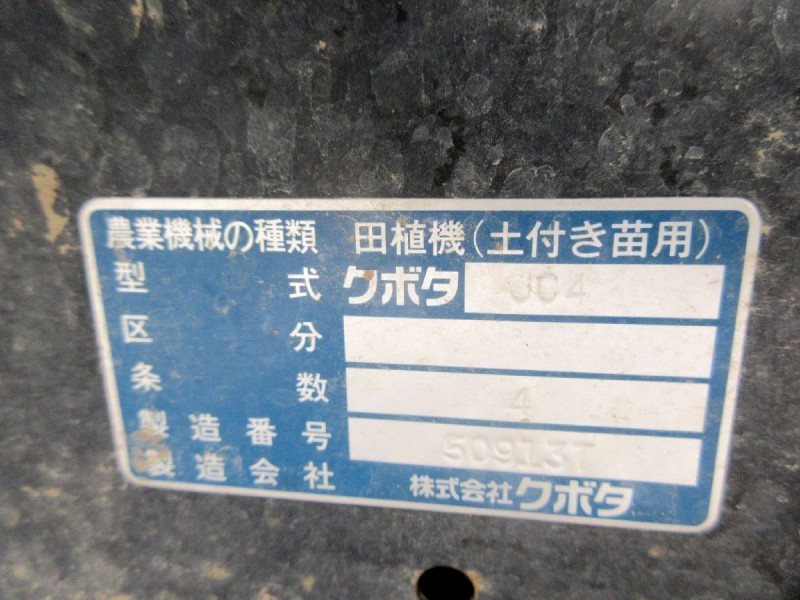 農業機械の種類 田植機(土付き苗用)
型式 クボタ JC4
区分
条数 4
製造番号 509137
製造会社 株式会社クボタ